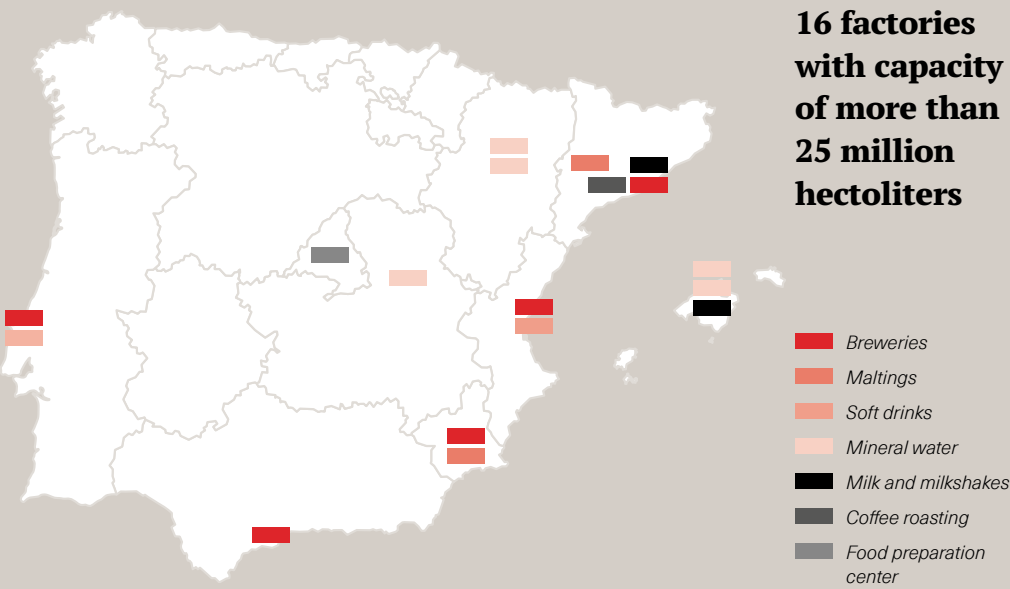 16 factories
with capacity
of more than
25 million
hectoliters
Breweries
Maltings
Soft drinks
Mineral water
Milk and milkshakes
Coffee roasting
Food preparation
center